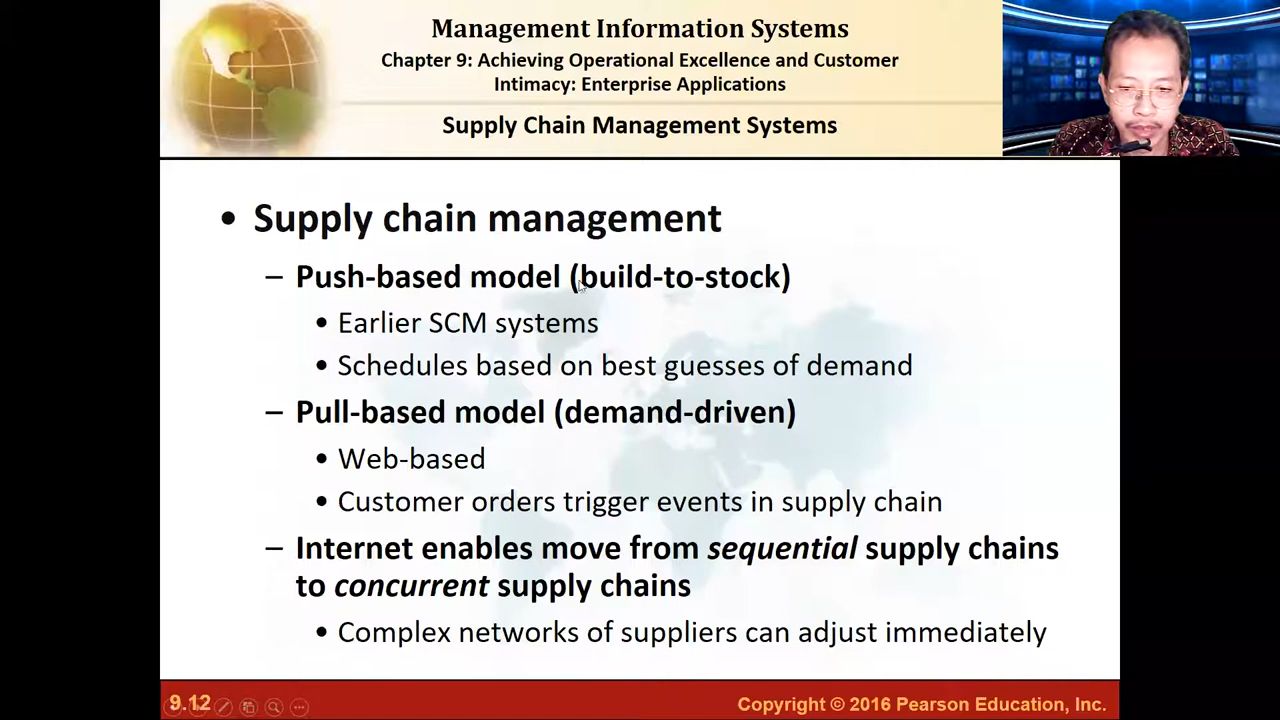 Management Information Systems
Chapter 9: Achieving Operational Excellence and Customer
Intimacy: Enterprise Applications
Supply Chain Management Systems
• Supply chain management
– Push-based model (build-to-stock)
• Earlier SCM systems
• Schedules based on best guesses of demand
– Pull-based model (demand-driven)
• Web-based
• Customer orders trigger events in supply chain
– Internet enables move from sequential supply chains
to concurrent supply chains
• Complex networks of suppliers can adjust immediately
9.12
Copyright © 2016 Pearson Education, Inc.